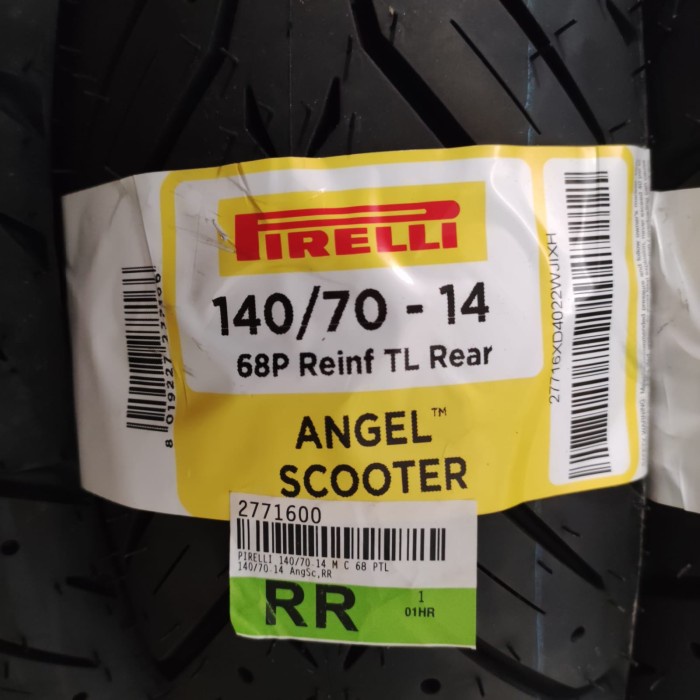 PIRELLI
140/70 - 14
68P Reinf TL Rear
ANGEL™
SCOOTER
27716XD4022WJIXH
2771600
PIRELLI 140/70-14 M C 68 PTL
140/70-14 AngSc,RR
RR
1
01HR